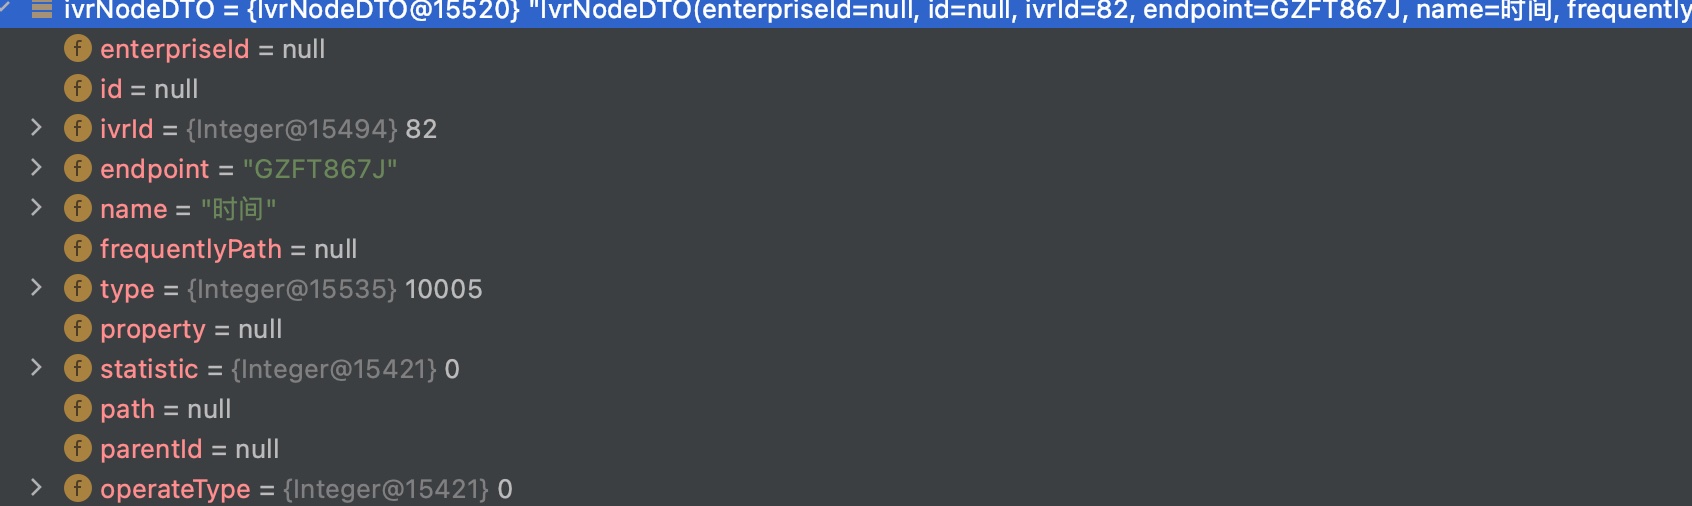 ivrNodeDTO = {IvrNodeDTO@15520} "IvrNodeDTO(enterpriseId=null, id=null, ivrId=82, endpoint=GZFT867J, name=时间, frequently
f enterpriseId = null
f id = null
f ivrId = {Integer@15494} 82
f endpoint = "GZFT867J"
f name = "时间"
f frequentlyPath = null
f type = {Integer@15535} 10005
f property = null
f statistic = {Integer@15421} 0
f path = null
f parentId = null
f operateType = {Integer@15421} 0